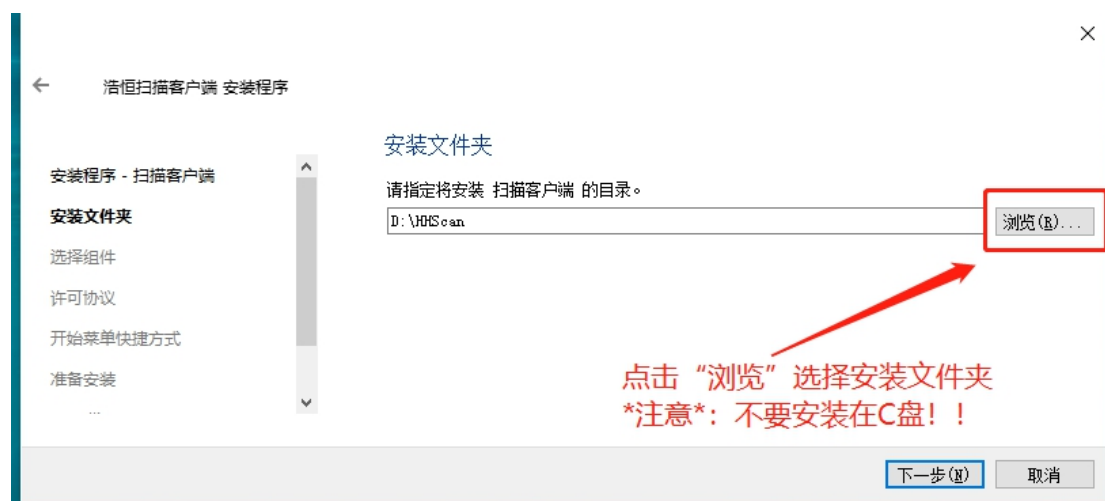 浩恒扫描客户端 安装程序
安装程序 - 扫描客户端
安装文件夹
选择组件
许可协议
开始菜单快捷方式
准备安装
...
安装文件夹
请指定将安装 扫描客户端 的目录。
D:\HHScan
浏览(R)...
点击“浏览”选择安装文件夹
*注意*：不要安装在C盘！！
下一步(N)
取消